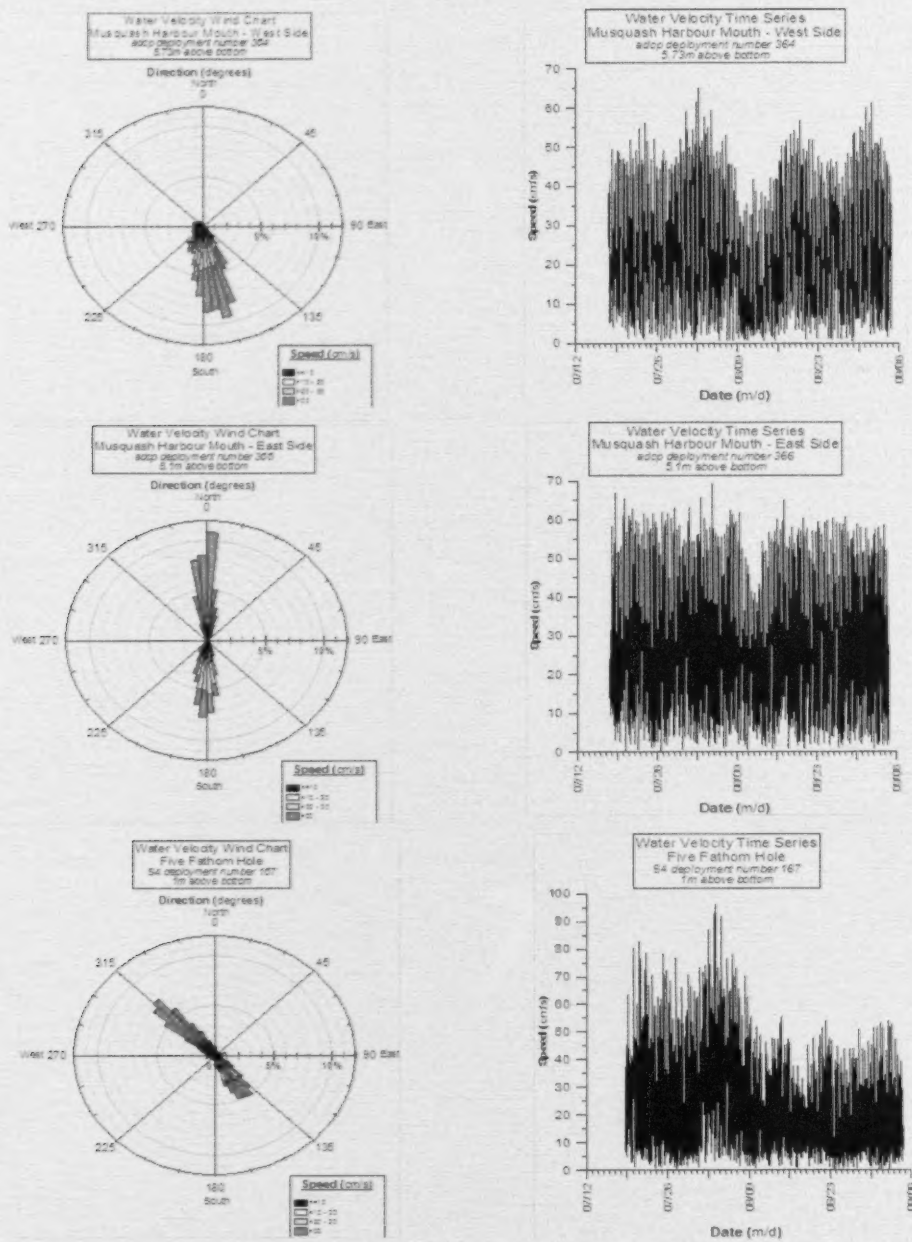 Water Velocity Wind Chart
Musquash Harbour Mouth - West Side
adcp deployment number 364
5.73m above bottom
Direction (degrees)
North
0
315
45
West 270
5%
10%
90 East
225
135
180
South
Speed (cm/s)
Water Velocity Time Series
Musquash Harbour Mouth - West Side
adcp deployment number 364
5.73m above bottom
70
60
50
40
30
20
10
0
Speed (cm/s)
07/12
07/26
08/09
08/23
09/06
Date (m/d)
Water Velocity Wind Chart
Musquash Harbour Mouth - East Side
adcp deployment number 366
5.1m above bottom
Direction (degrees)
North
0
315
45
West 270
5%
10%
90 East
225
135
180
South
Speed (cm/s)
Water Velocity Time Series
Musquash Harbour Mouth - East Side
adcp deployment number 366
5.1m above bottom
70
60
50
40
30
20
10
0
Speed (cm/s)
07/12
07/26
08/09
08/23
09/06
Date (m/d)
Water Velocity Wind Chart
Five Fathom Hole
S4 deployment number 167
1m above bottom
Direction (degrees)
North
0
315
45
West 270
5%
10%
90 East
225
135
180
South
Speed (cm/s)
Water Velocity Time Series
Five Fathom Hole
S4 deployment number 167
1m above bottom
100
90
80
70
60
50
40
30
20
10
0
Speed (cm/s)
07/12
07/26
08/09
08/23
09/06
Date (m/d)